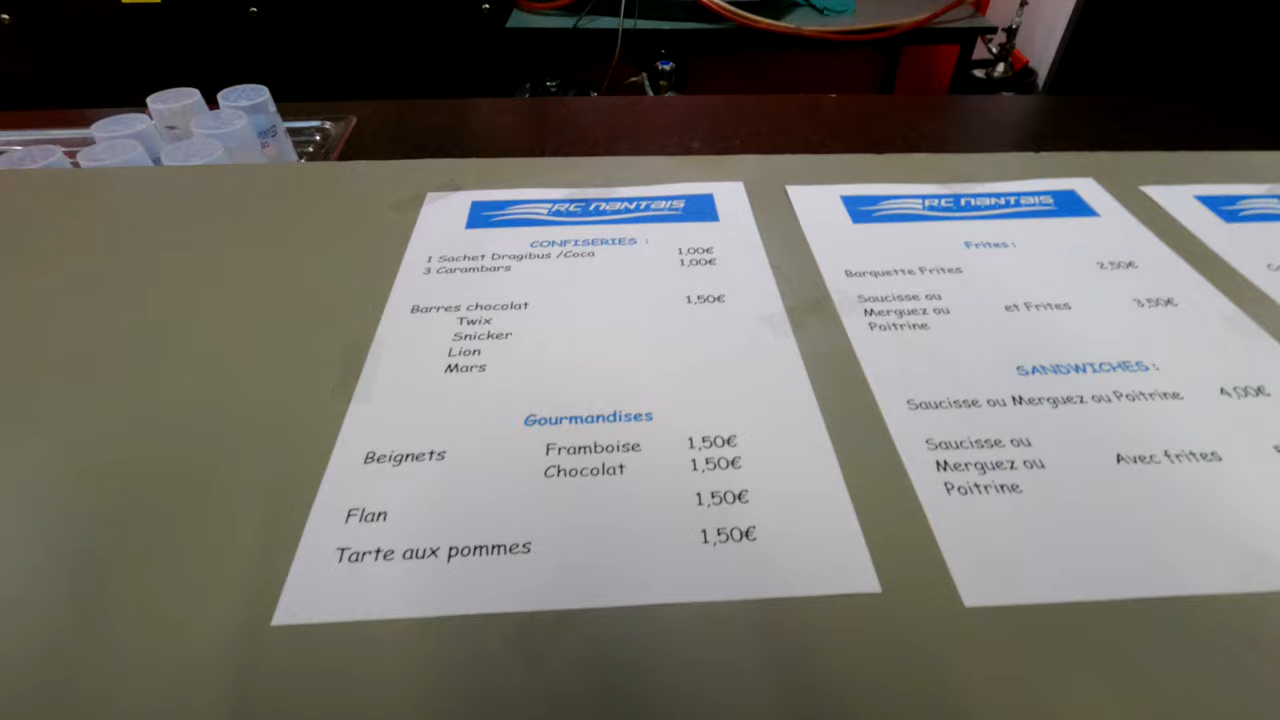 RC NANTAIS
CONFISERIES :
1 Sachet Dragibus /Coca 1,00€
3 Carambars 1,00€
Barres chocolat 1,50€
Twix
Snicker
Lion
Mars
Gourmandises
Beignets Framboise 1,50€
Chocolat 1,50€
Flan 1,50€
Tarte aux pommes 1,50€
RC NANTAIS
Frites :
Barquette Frites 2,50€
Saucisse ou
Merguez ou et Frites 3,50€
Poitrine
SANDWICHES :
Saucisse ou Merguez ou Poitrine 4,00€
Saucisse ou
Merguez ou Avec frites
Poitrine